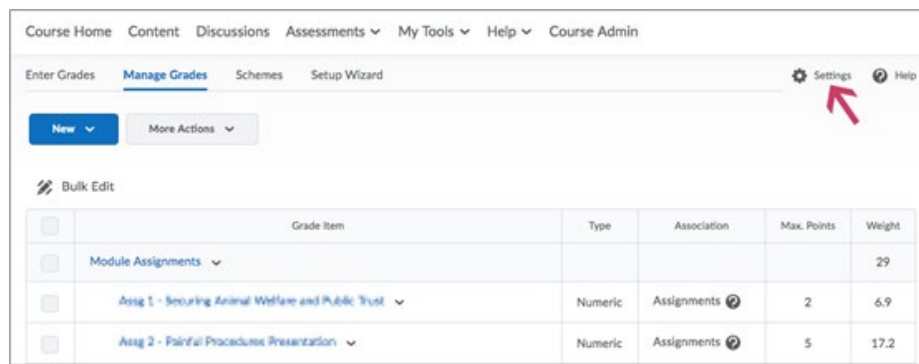 Course Home Content Discussions Assessments My Tools Help Course Admin
Enter Grades Manage Grades Schemes Setup Wizard Settings Help
New More Actions
Bulk Edit
Grade Item Type Association Max. Points Weight
Module Assignments 29
Assg 1 - Securing Animal Welfare and Public Trust Numeric Assignments 2 6.9
Assg 2 - Painful Procedures Presentation Numeric Assignments 5 17.2